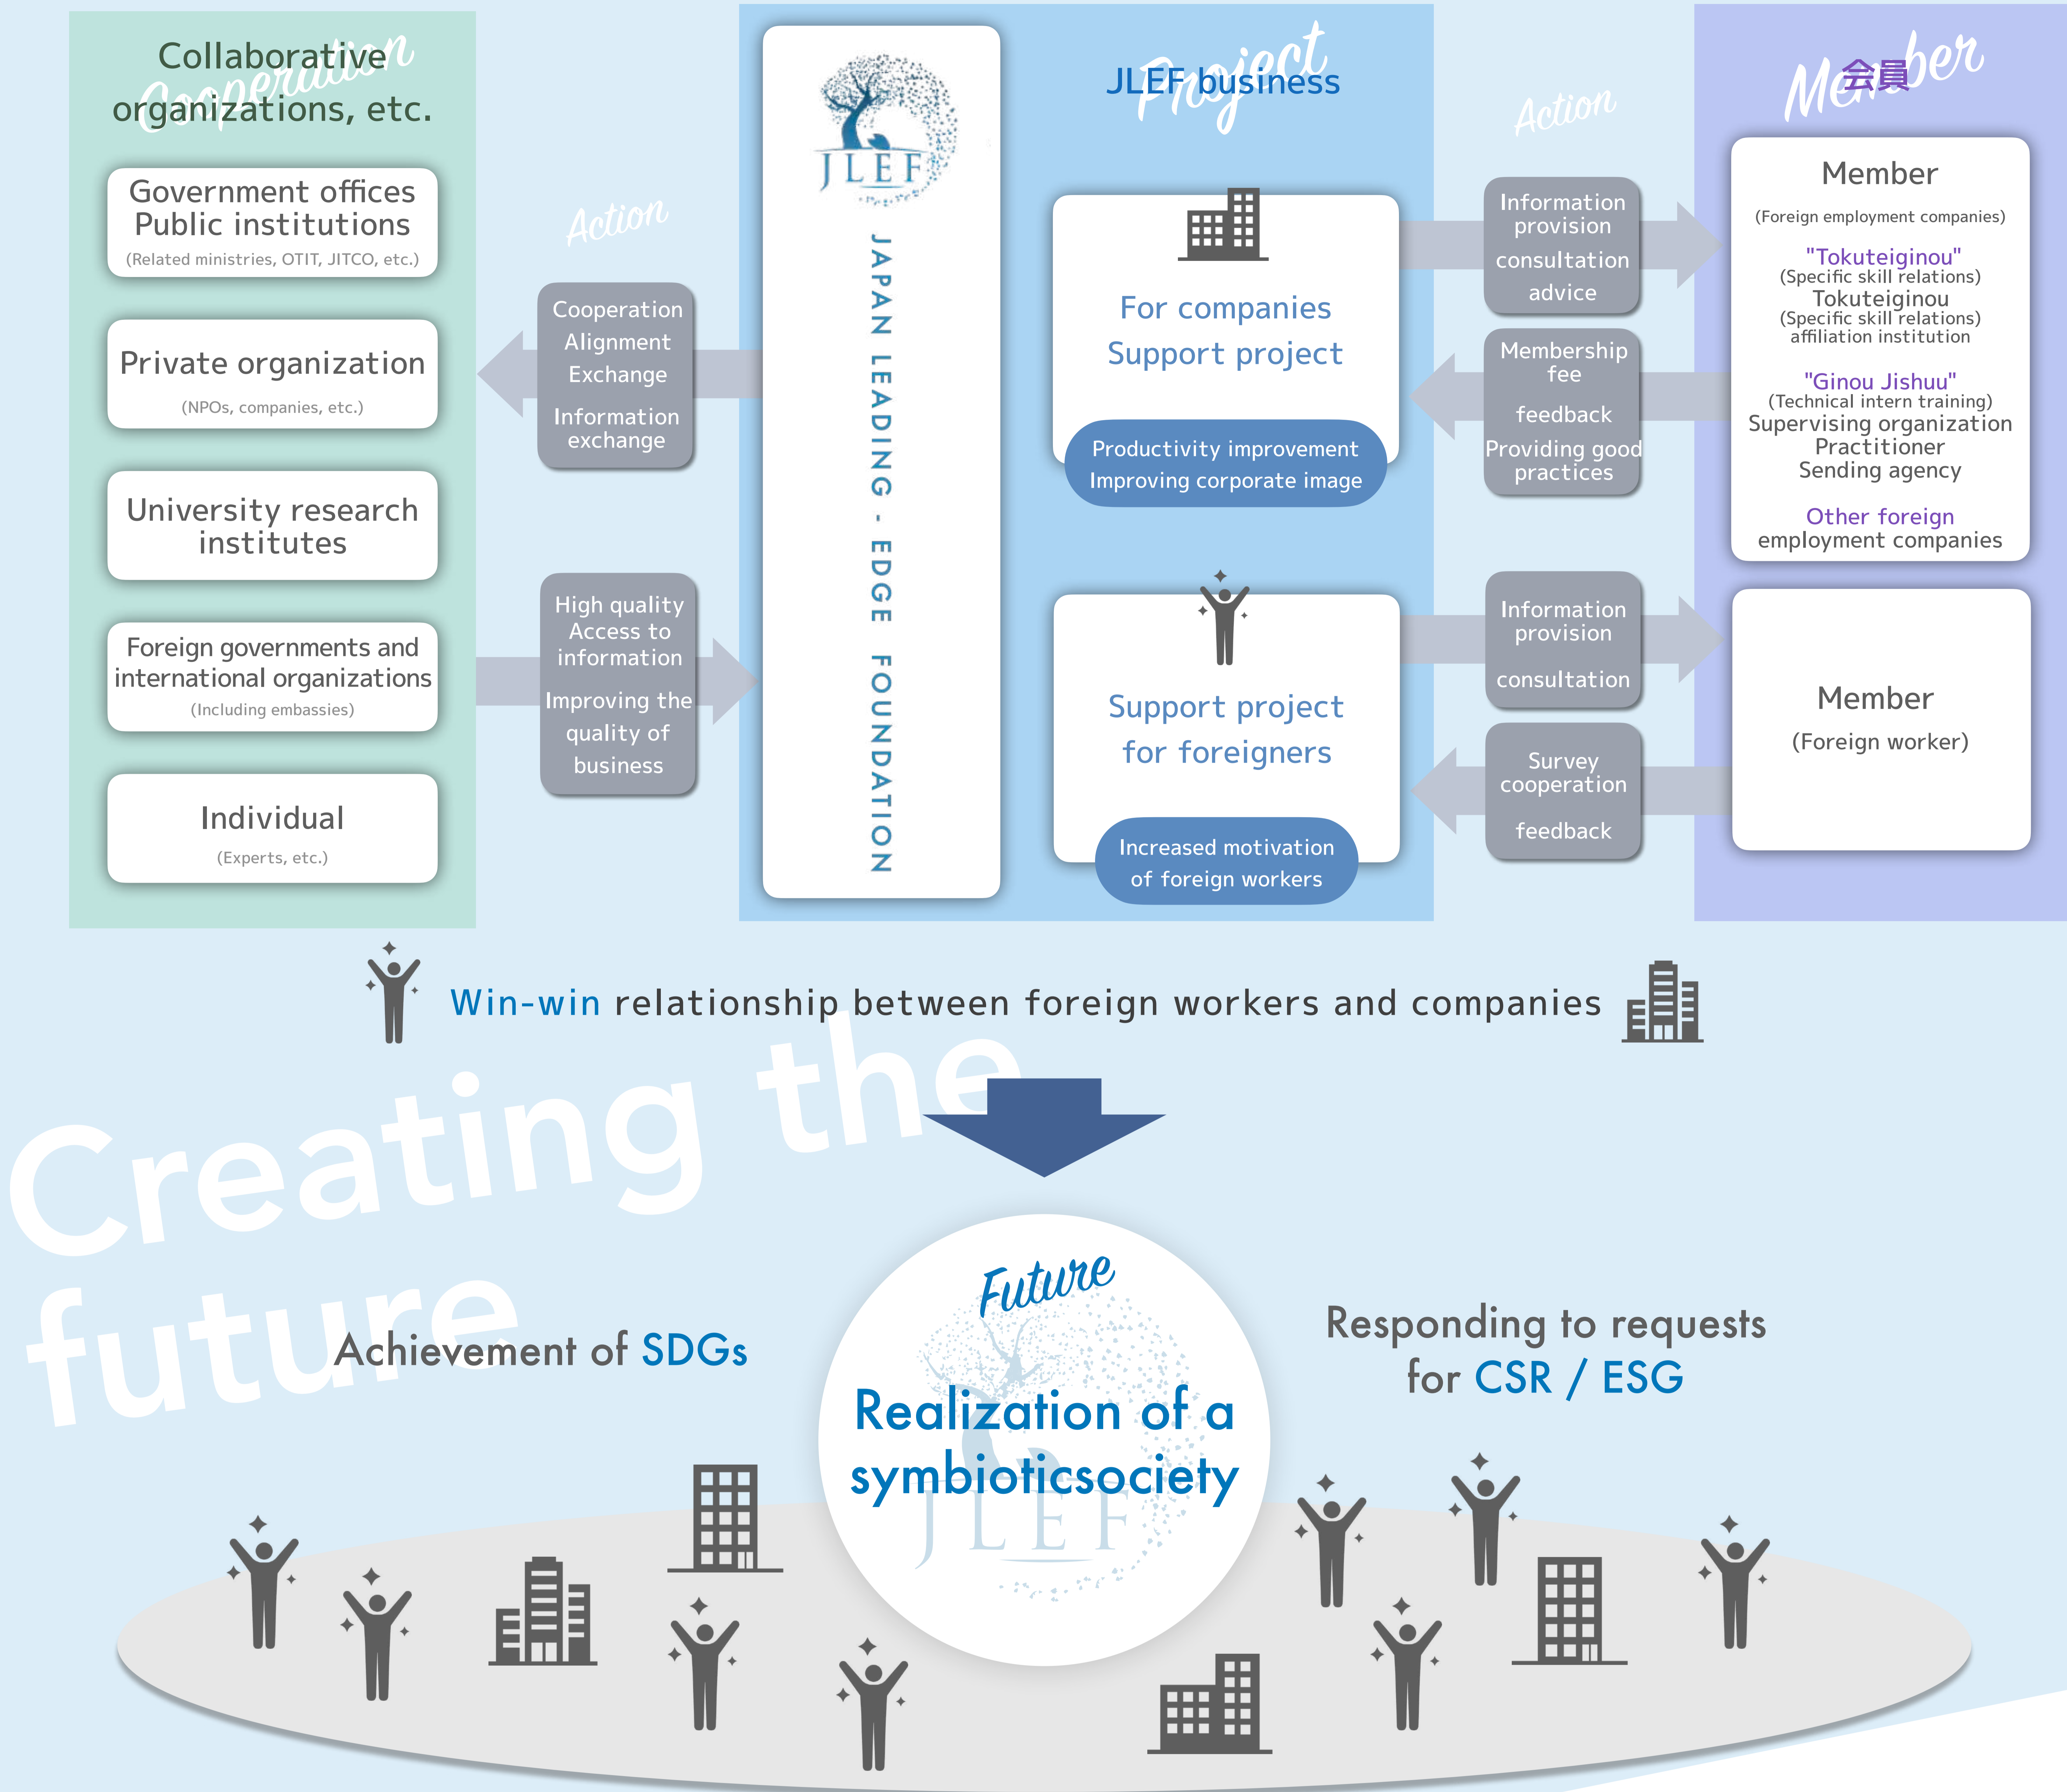 Cooperation
Collaborative
organizations, etc.
Government offices
Public institutions
(Related ministries, OTIT, JITCO, etc.)
Private organization
(NPOs, companies, etc.)
University research
institutes
Foreign governments and
international organizations
(Including embassies)
Individual
(Experts, etc.)
Action
Cooperation
Alignment
Exchange
Information
exchange
High quality
Access to
information
Improving the
quality of
business
JLEF
JAPAN LEADING - EDGE FOUNDATION
Project
JLEF business
For companies
Support project
Productivity improvement
Improving corporate image
Support project
for foreigners
Increased motivation
of foreign workers
Action
Information
provision
consultation
advice
Membership
fee
feedback
Providing good
practices
Information
provision
consultation
Survey
cooperation
feedback
Member
会員
Member
(Foreign employment companies)
"Tokuteiginou"
(Specific skill relations)
Tokuteiginou
(Specific skill relations)
affiliation institution
"Ginou Jishuu"
(Technical intern training)
Supervising organization
Practitioner
Sending agency
Other foreign
employment companies
Member
(Foreign worker)
Win-win relationship between foreign workers and companies
Creating the
future
Achievement of SDGs
Future
Realization of a
symbioticsociety
JLEF
Responding to requests
for CSR / ESG